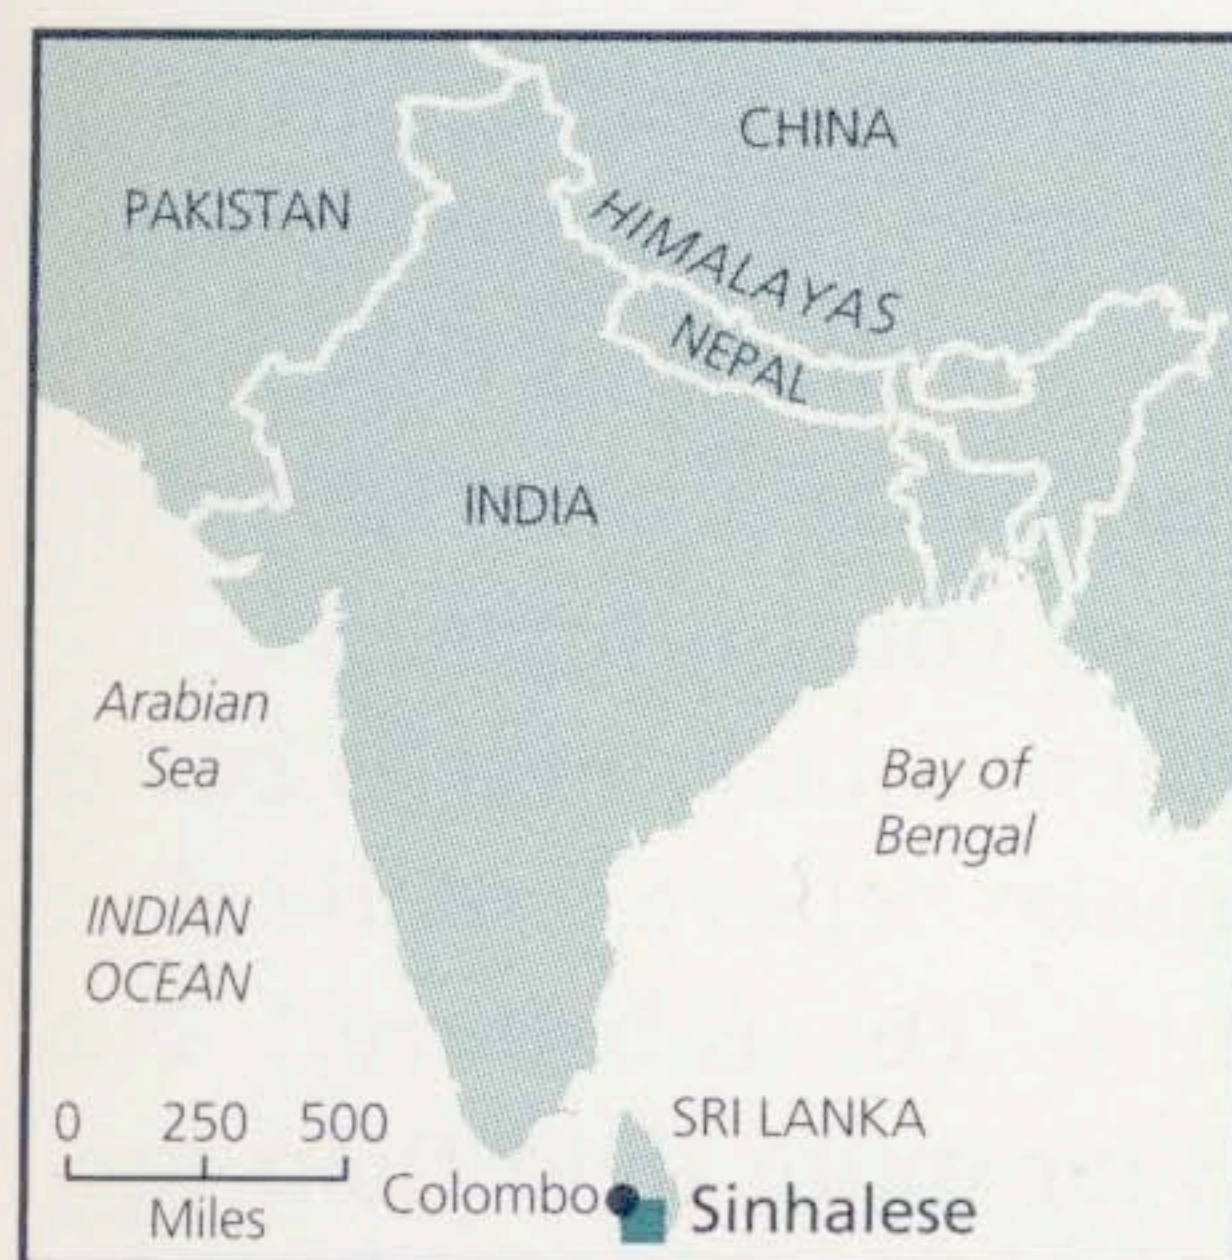 CHINA
PAKISTAN
HIMALAYAS
NEPAL
INDIA
Arabian
Sea
Bay of
Bengal
INDIAN
OCEAN
0 250 500
Miles
SRI LANKA
Colombo
Sinhalese